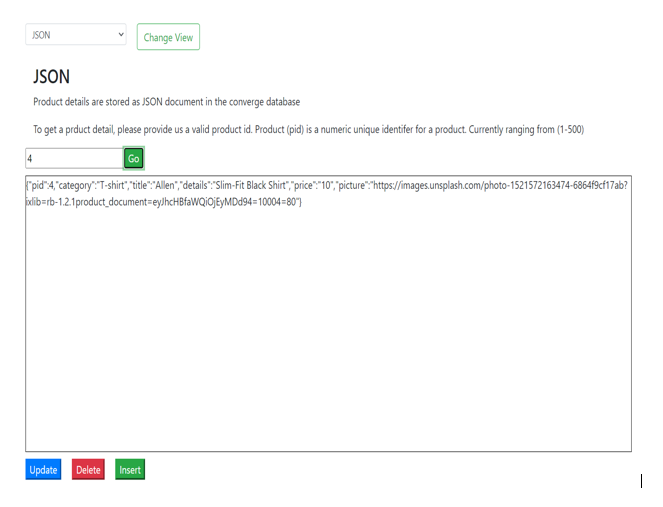 JSON
Change View
JSON
Product details are stored as JSON document in the converge database
To get a prduct detail, please provide us a valid product id. Product (pid) is a numeric unique identifer for a product. Currently ranging from (1-500)
4
Go
{"pid":4,"category":"T-shirt","title":"Allen","details":"Slim-Fit Black Shirt","price":"10","picture":"https://images.unsplash.com/photo-1521572163474-6864f9cf17ab?
ixlib=rb-1.2.1product_document=eyJhcHBfaWQiOjEyMDd94=10004=80"}
Update
Delete
Insert